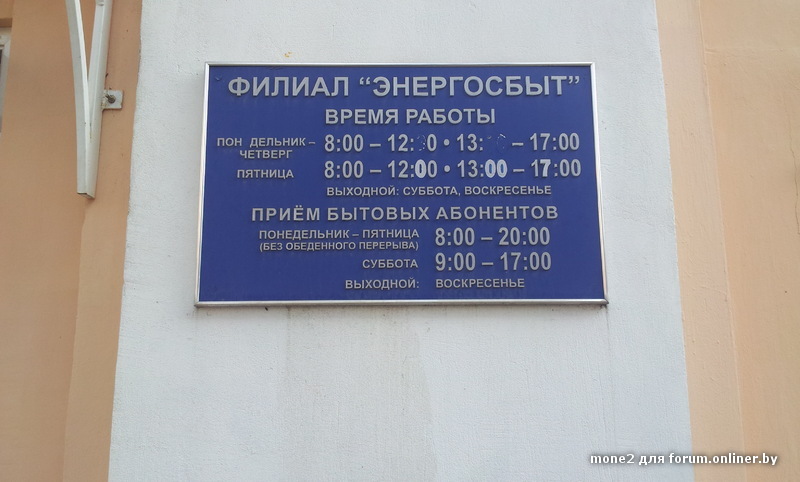 ФИЛИАЛ “ЭНЕРГОСБЫТ”
ВРЕМЯ РАБОТЫ
ПОН ДЕЛЬНИК – ЧЕТВЕРГ 8:00 – 12: 0 • 13: – 17:00
ПЯТНИЦА 8:00 – 12:00 • 13:00 – 17:00
ВЫХОДНОЙ: СУББОТА, ВОСКРЕСЕНЬЕ
ПРИЁМ БЫТОВЫХ АБОНЕНТОВ
ПОНЕДЕЛЬНИК – ПЯТНИЦА 8:00 – 20:00
(БЕЗ ОБЕДЕННОГО ПЕРЕРЫВА)
СУББОТА 9:00 – 17:00
ВЫХОДНОЙ: ВОСКРЕСЕНЬЕ
mone2 для forum.onliner.by